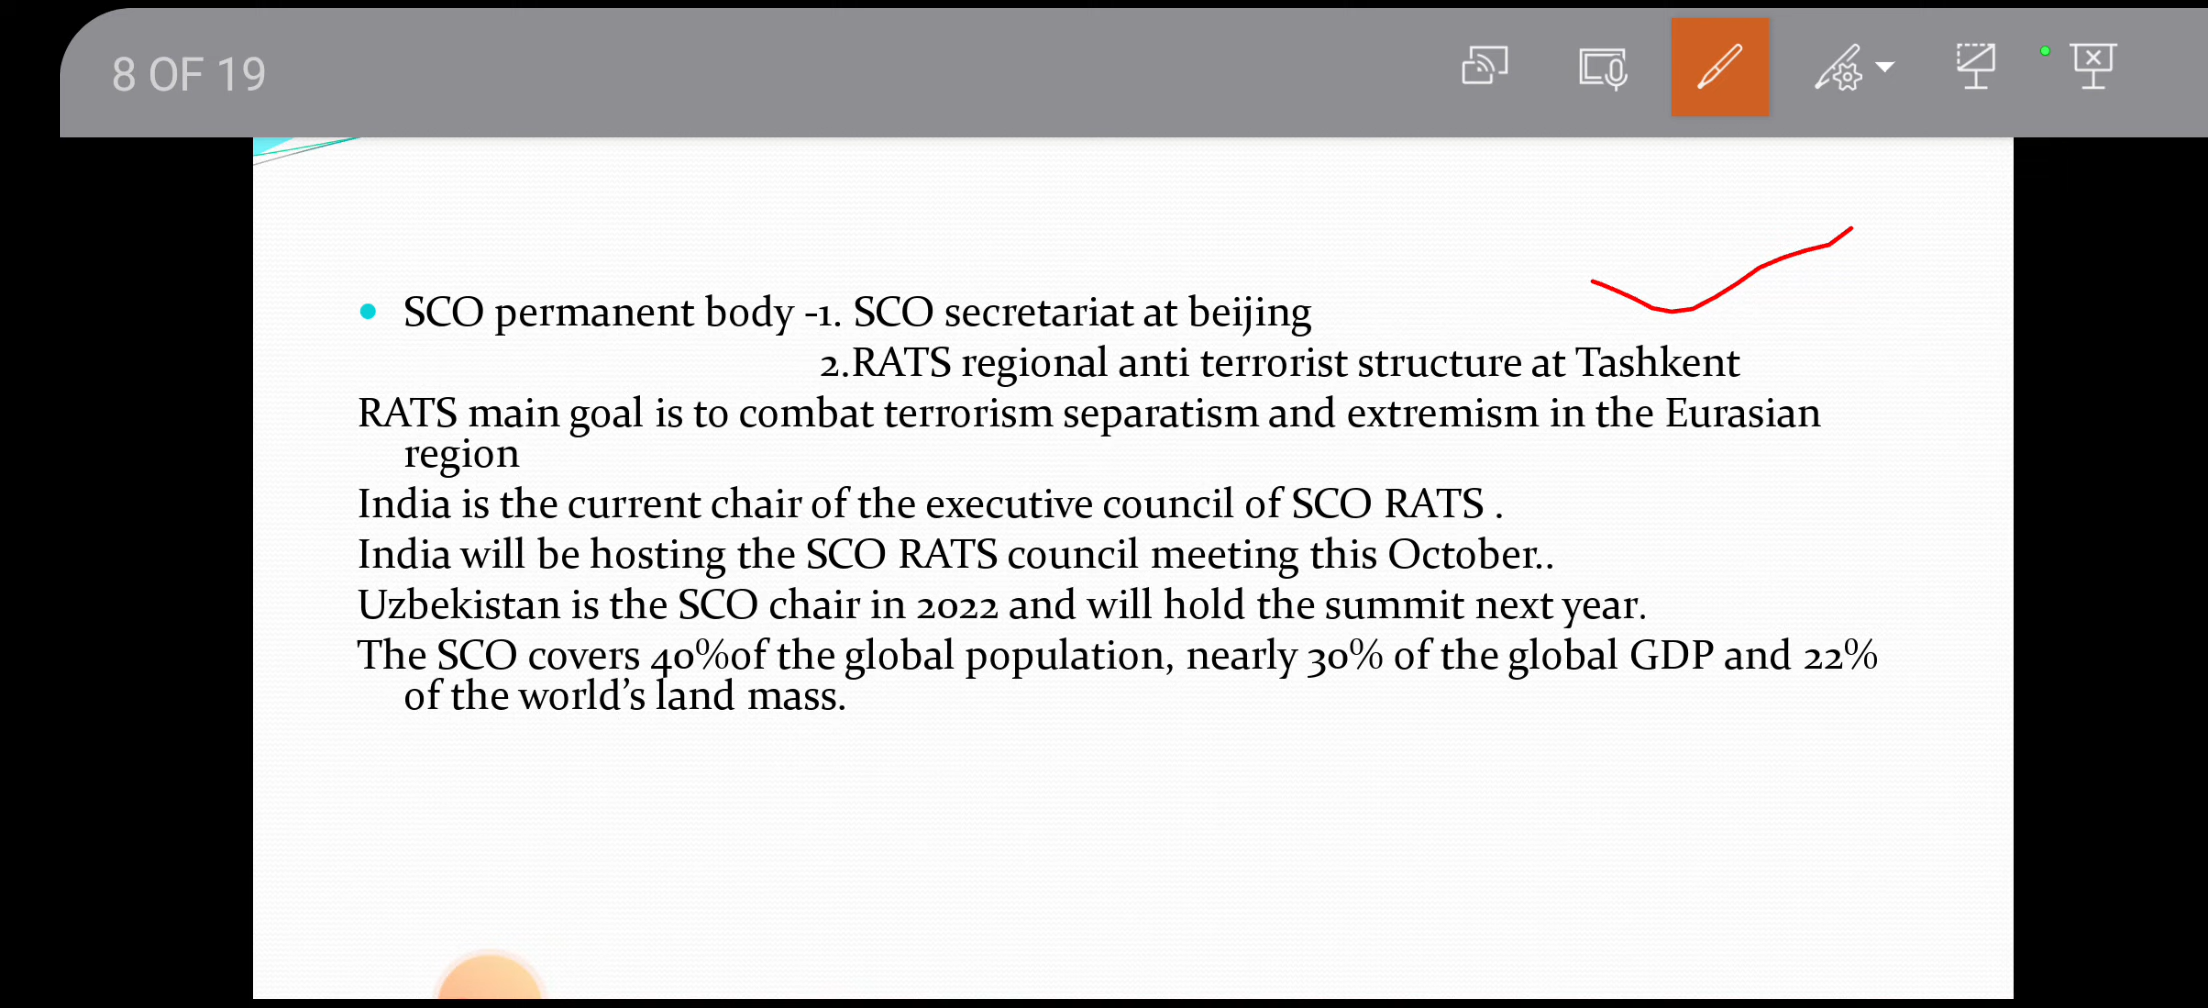 8 OF 19
SCO permanent body -1. SCO secretariat at beijing
2.RATS regional anti terrorist structure at Tashkent
RATS main goal is to combat terrorism separatism and extremism in the Eurasian
region
India is the current chair of the executive council of SCO RATS .
India will be hosting the SCO RATS council meeting this October..
Uzbekistan is the SCO chair in 2022 and will hold the summit next year.
The SCO covers 40%of the global population, nearly 30% of the global GDP and 22%
of the world’s land mass.